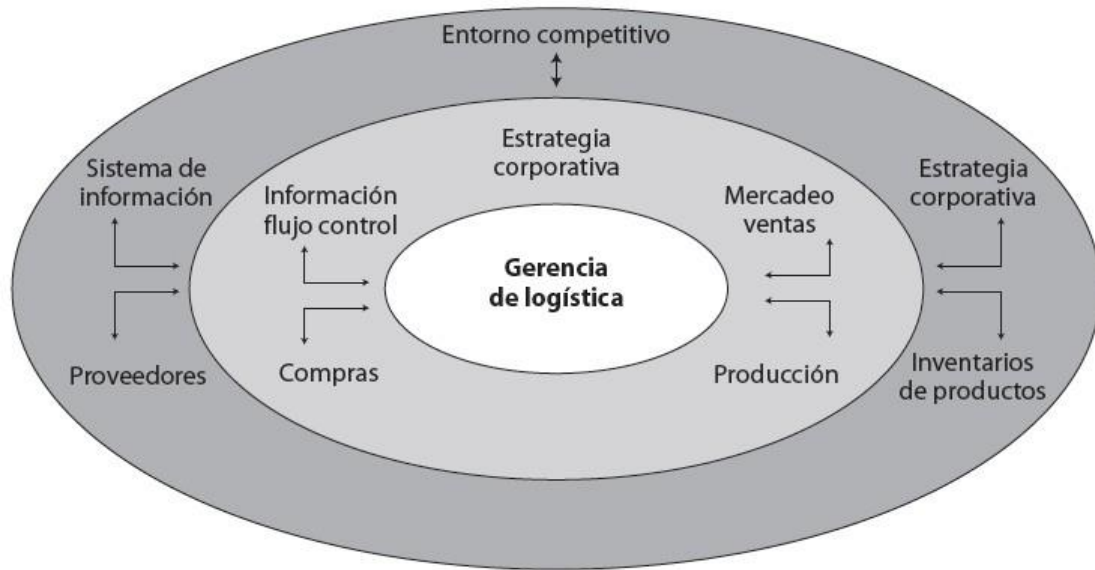 Entorno competitivo
Estrategia
corporativa
Sistema de
información
Información
flujo control
Mercadeo
ventas
Estrategia
corporativa
Gerencia
de logística
Proveedores
Compras
Producción
Inventarios
de productos